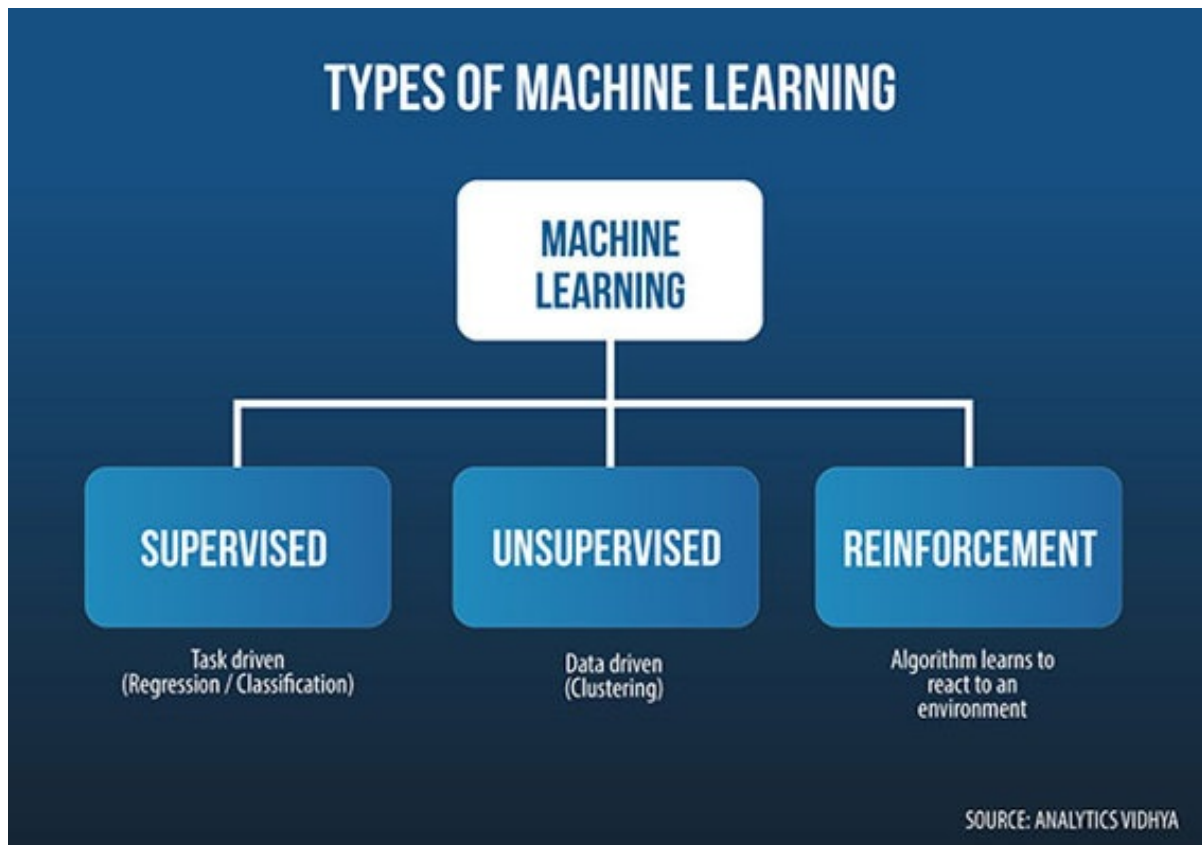 TYPES OF MACHINE LEARNING
MACHINE
LEARNING
SUPERVISED
UNSUPERVISED
REINFORCEMENT
Task driven
(Regression / Classification)
Data driven
(Clustering)
Algorithm learns to
react to an
environment
SOURCE: ANALYTICS VIDHYA